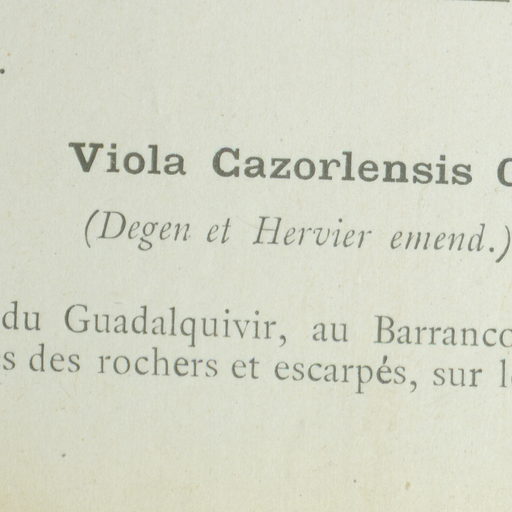 Viola Cazorlensis
(Degen et Hervier emend.)
du Guadalquivir, au Barranco
s des rochers et escarpés, sur